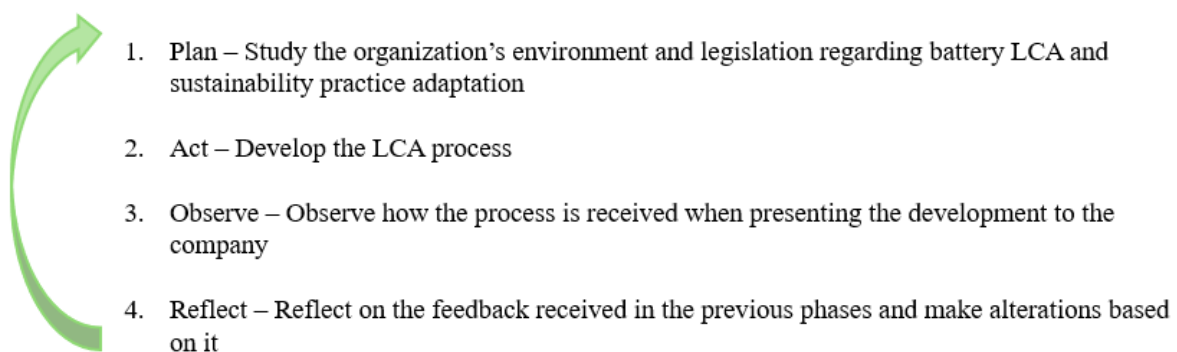 1. Plan – Study the organization’s environment and legislation regarding battery LCA and
sustainability practice adaptation
2. Act – Develop the LCA process
3. Observe – Observe how the process is received when presenting the development to the
company
4. Reflect – Reflect on the feedback received in the previous phases and make alterations based
on it